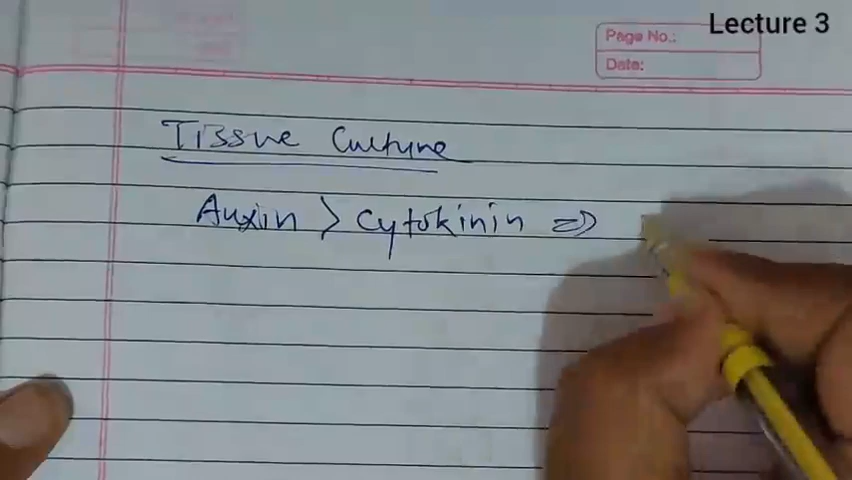 Lecture 3
Page No.:
Date:
Tissue Culture
Auxin > Cytokinin ⇒